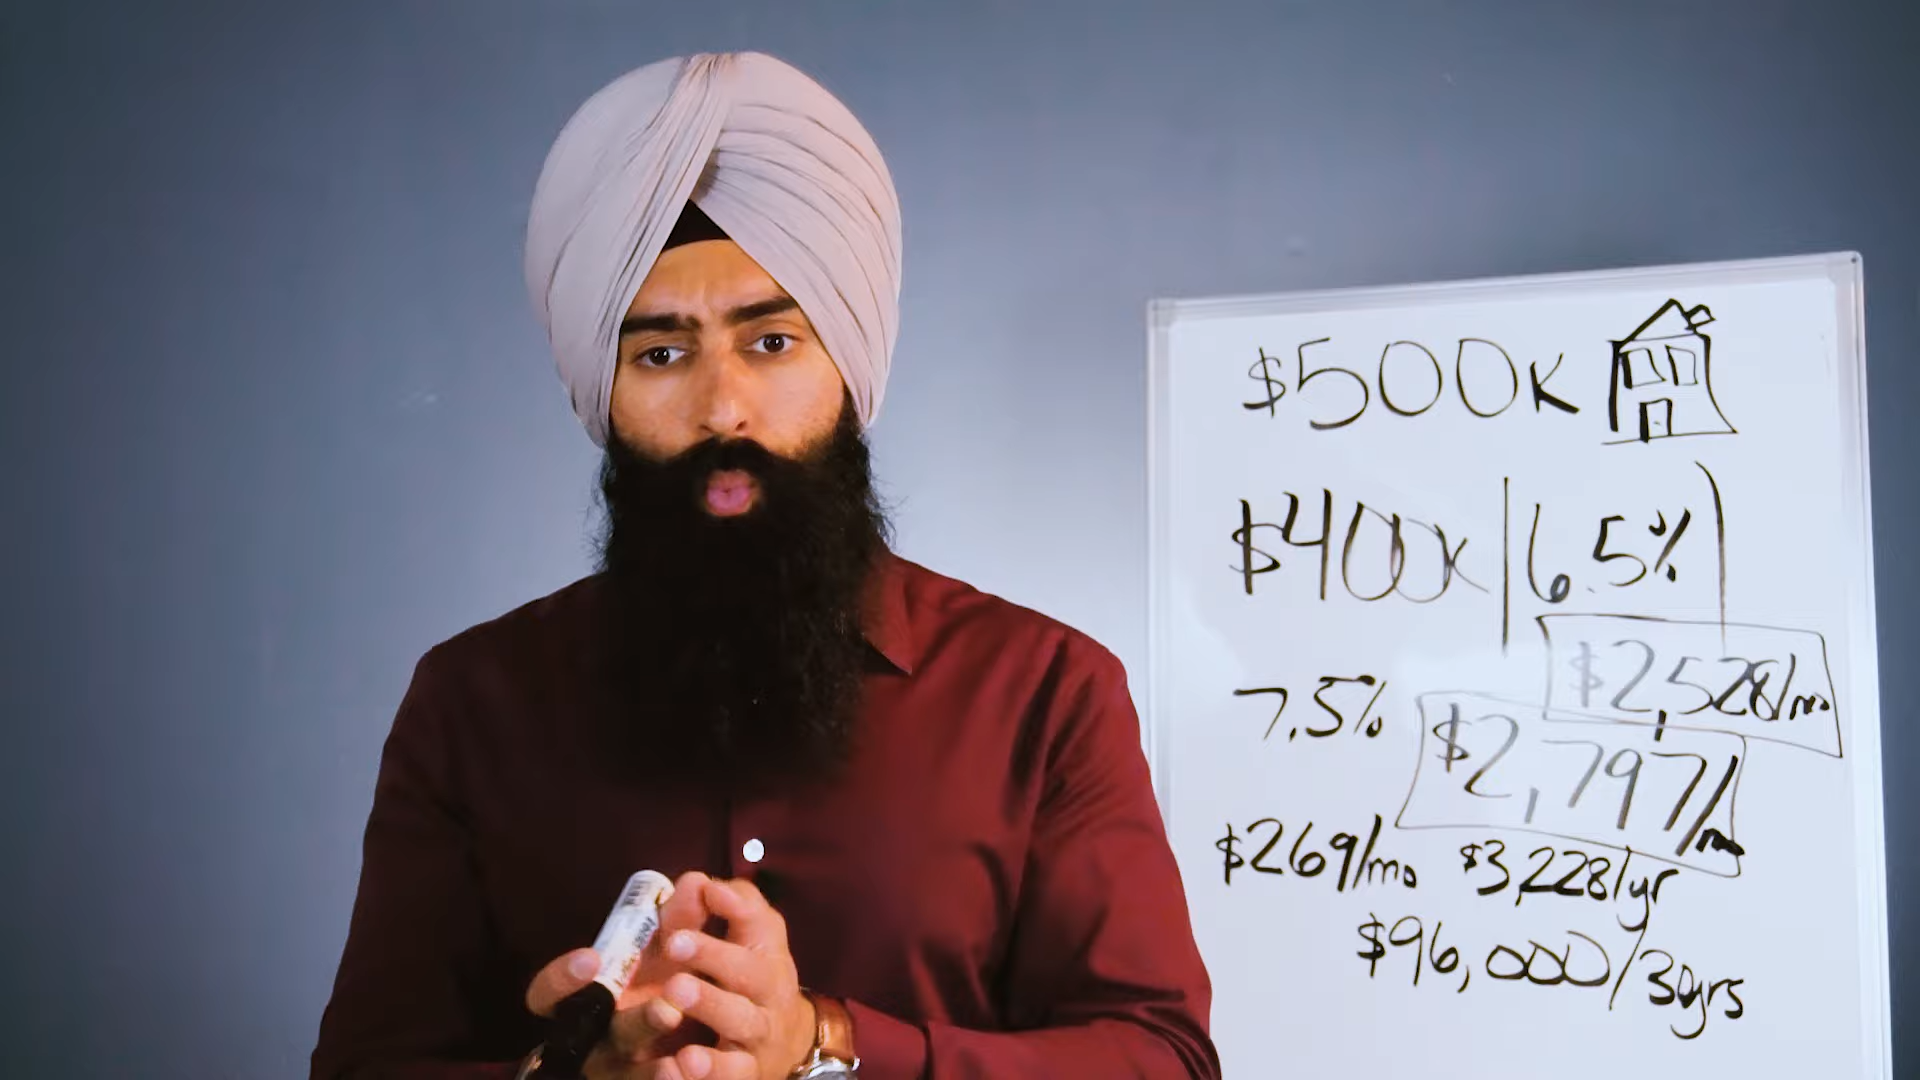 $500K
$400K | 6.5%
$2,528/mo
7.5% $2,797/mo
$269/mo $3,228/yr
$96,000/30yrs